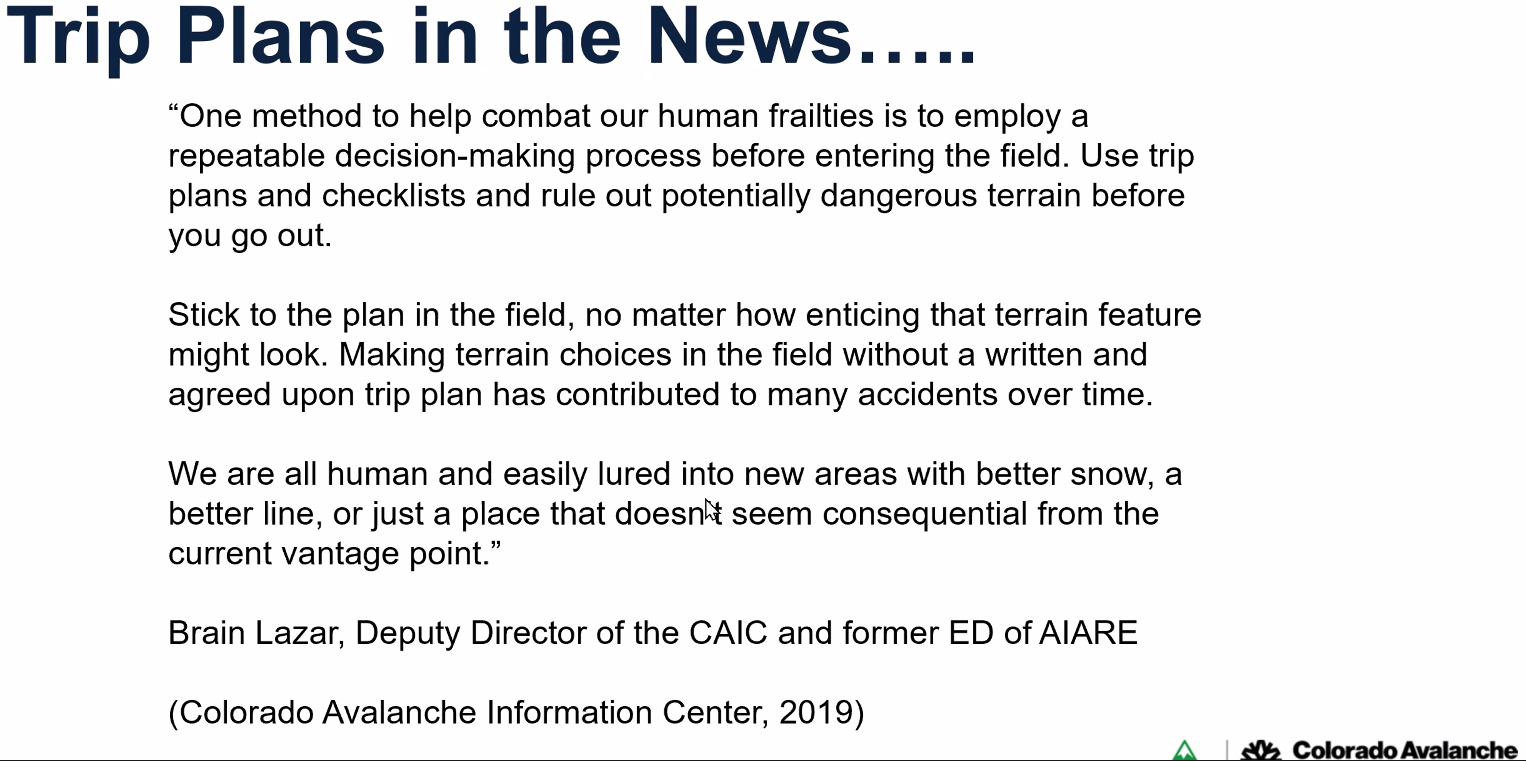 Trip Plans in the News.....
“One method to help combat our human frailties is to employ a
repeatable decision-making process before entering the field. Use trip
plans and checklists and rule out potentially dangerous terrain before
you go out.
Stick to the plan in the field, no matter how enticing that terrain feature
might look. Making terrain choices in the field without a written and
agreed upon trip plan has contributed to many accidents over time.
We are all human and easily lured into new areas with better snow, a
better line, or just a place that doesn't seem consequential from the
current vantage point.”
Brain Lazar, Deputy Director of the CAIC and former ED of AIARE
(Colorado Avalanche Information Center, 2019)
Colorado Avalanche